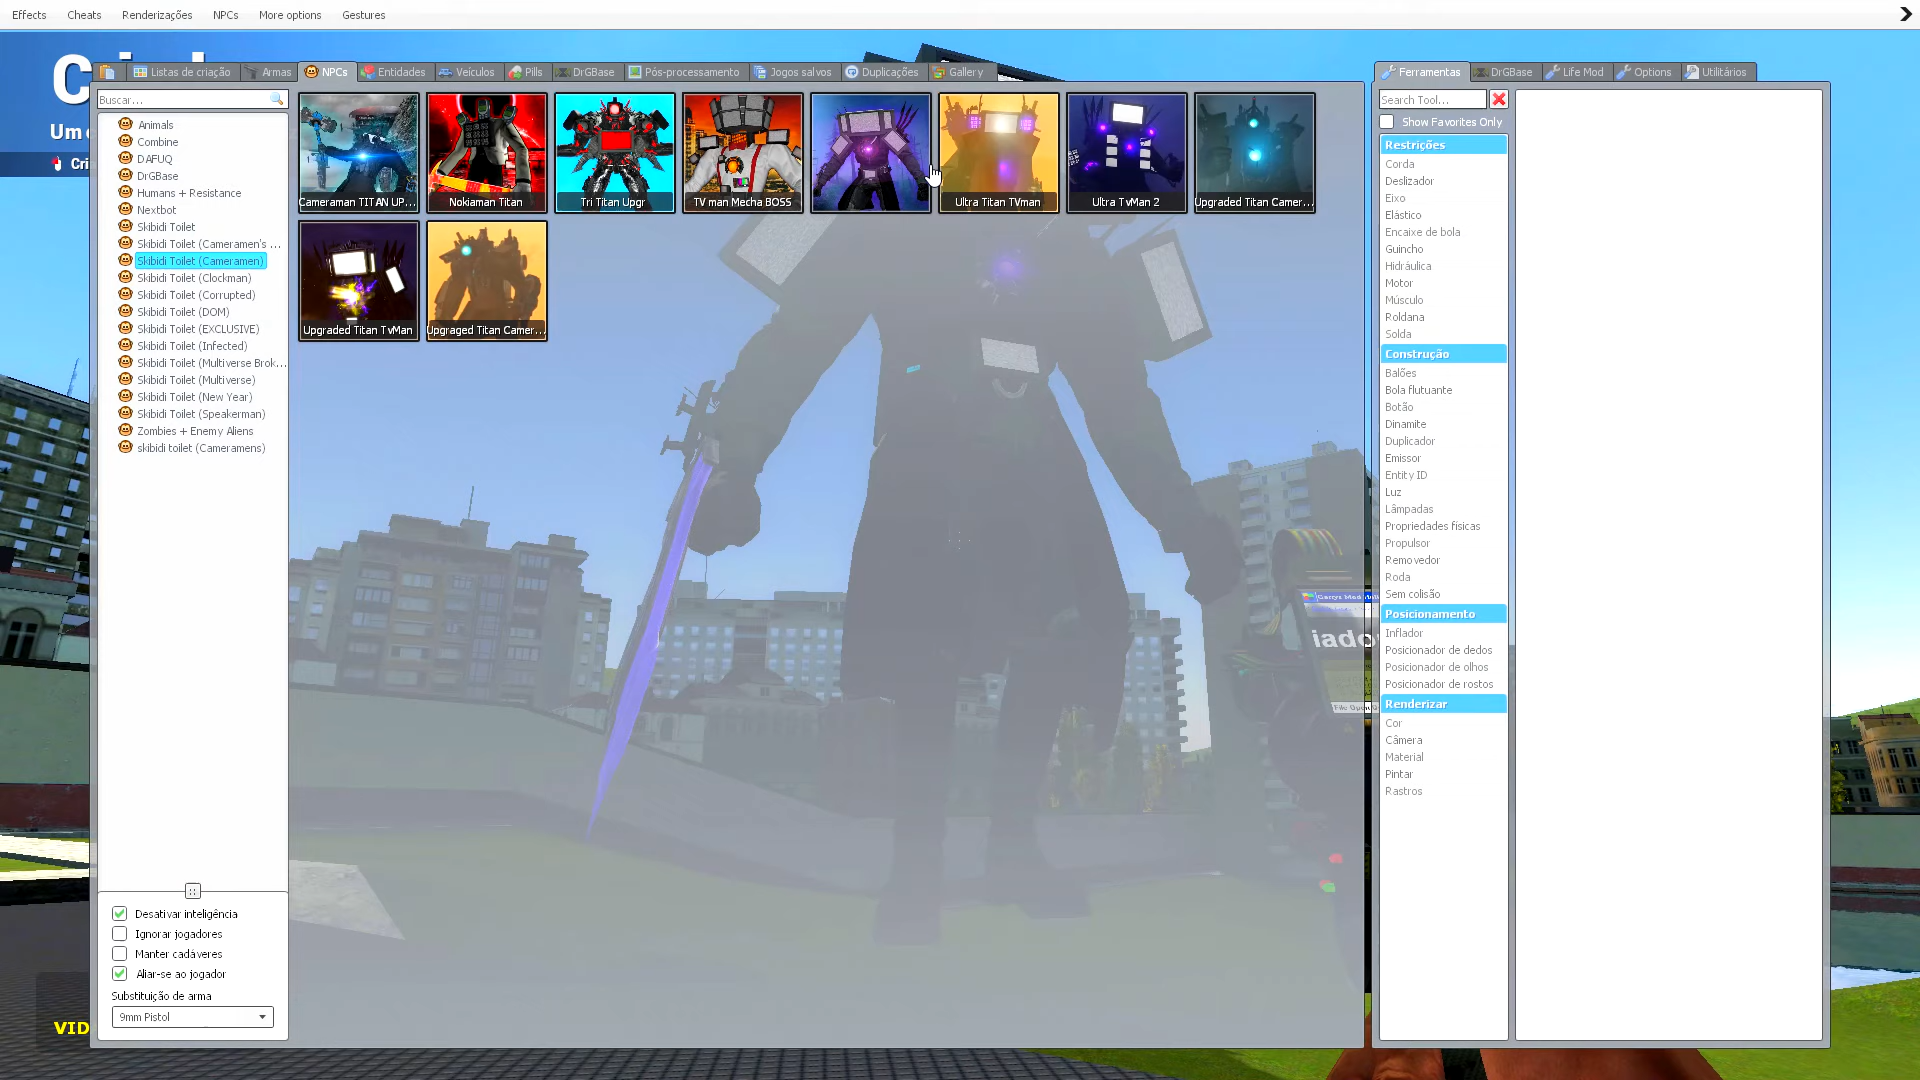 Effects Cheats Renderizações NPCs More options Gestures
Listas de criação Armas NPCs Entidades Veículos Pills DrGBase Pós-processamento Jogos salvos Duplicações Gallery
Ferramentas DrGBase Life Mod Options Utilitários
Um
Cri
Buscar...
Animals
Combine
DAFUQ
DrGBase
Humans + Resistance
Nextbot
Skibidi Toilet
Skibidi Toilet (Cameramen's ...
Skibidi Toilet (Cameramen)
Skibidi Toilet (Clockman)
Skibidi Toilet (Corrupted)
Skibidi Toilet (DOM)
Skibidi Toilet (EXCLUSIVE)
Skibidi Toilet (Infected)
Skibidi Toilet (Multiverse Brok...
Skibidi Toilet (Multiverse)
Skibidi Toilet (New Year)
Skibidi Toilet (Speakerman)
Zombies + Enemy Aliens
skibidi toilet (Cameramens)
Cameraman TITAN UP...
Nokiaman Titan
Tri Titan Upgr
TV man Mecha BOSS
Ultra Titan TVman
Ultra TvMan 2
Upgraded Titan Camer...
Upgraded Titan TvMan
Upgraged Titan Camer...
Desativar inteligência
Ignorar jogadores
Manter cadáveres
Aliar-se ao jogador
Substituição de arma
9mm Pistol
VID
iado
Search Tool...
Show Favorites Only
Restrições
Corda
Deslizador
Eixo
Elástico
Encaixe de bola
Guincho
Hidráulica
Motor
Músculo
Roldana
Solda
Construção
Balões
Bola flutuante
Botão
Dinamite
Duplicador
Emissor
Entity ID
Luz
Lâmpadas
Propriedades físicas
Propulsor
Removedor
Roda
Sem colisão
Posicionamento
Inflador
Posicionador de dedos
Posicionador de olhos
Posicionador de rostos
Renderizar
Cor
Câmera
Material
Pintar
Rastros